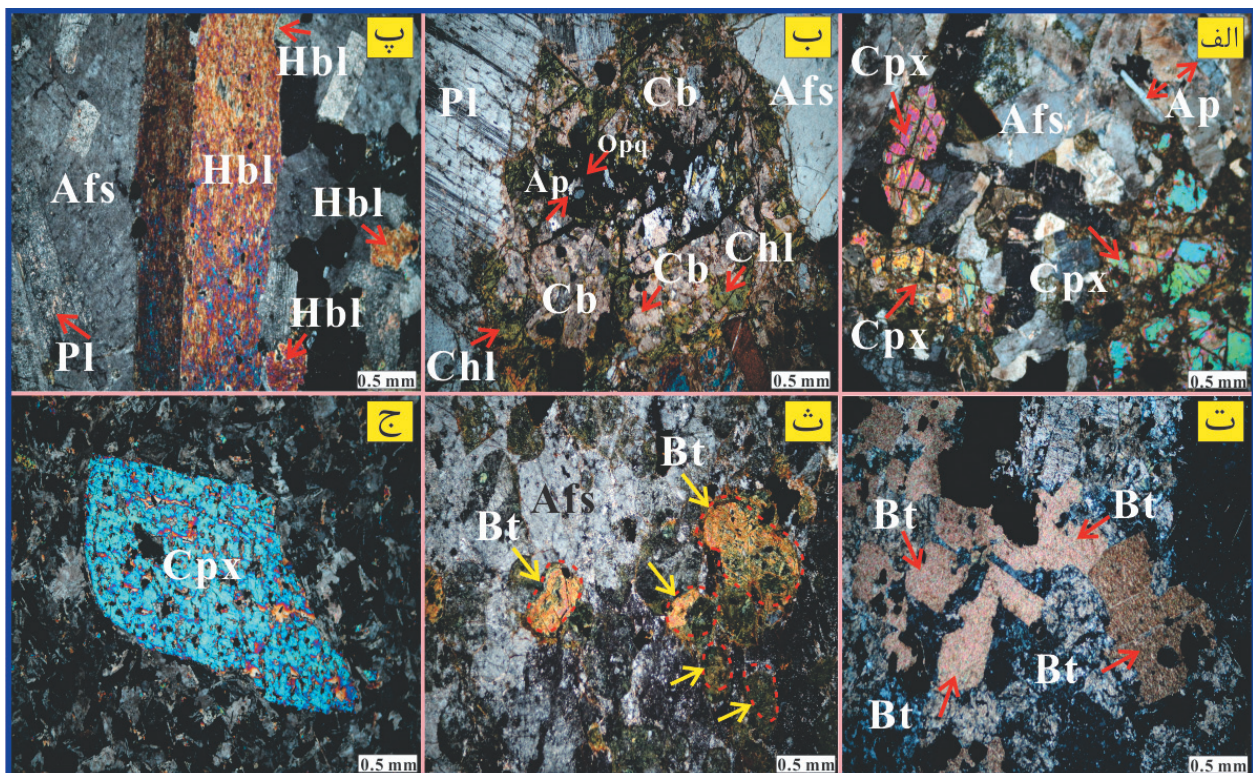 الف
Cpx
Afs
Ap
Cpx
Cpx
0.5 mm
ب
Pl
Cb
Afs
Opq
Ap
Chl
Cb
Cb
Chl
0.5 mm
پ
Hbl
Hbl
Afs
Hbl
Hbl
Pl
0.5 mm
ت
Bt
Bt
Bt
Bt
0.5 mm
ث
Bt
Afs
Bt
0.5 mm
ج
Cpx
0.5 mm